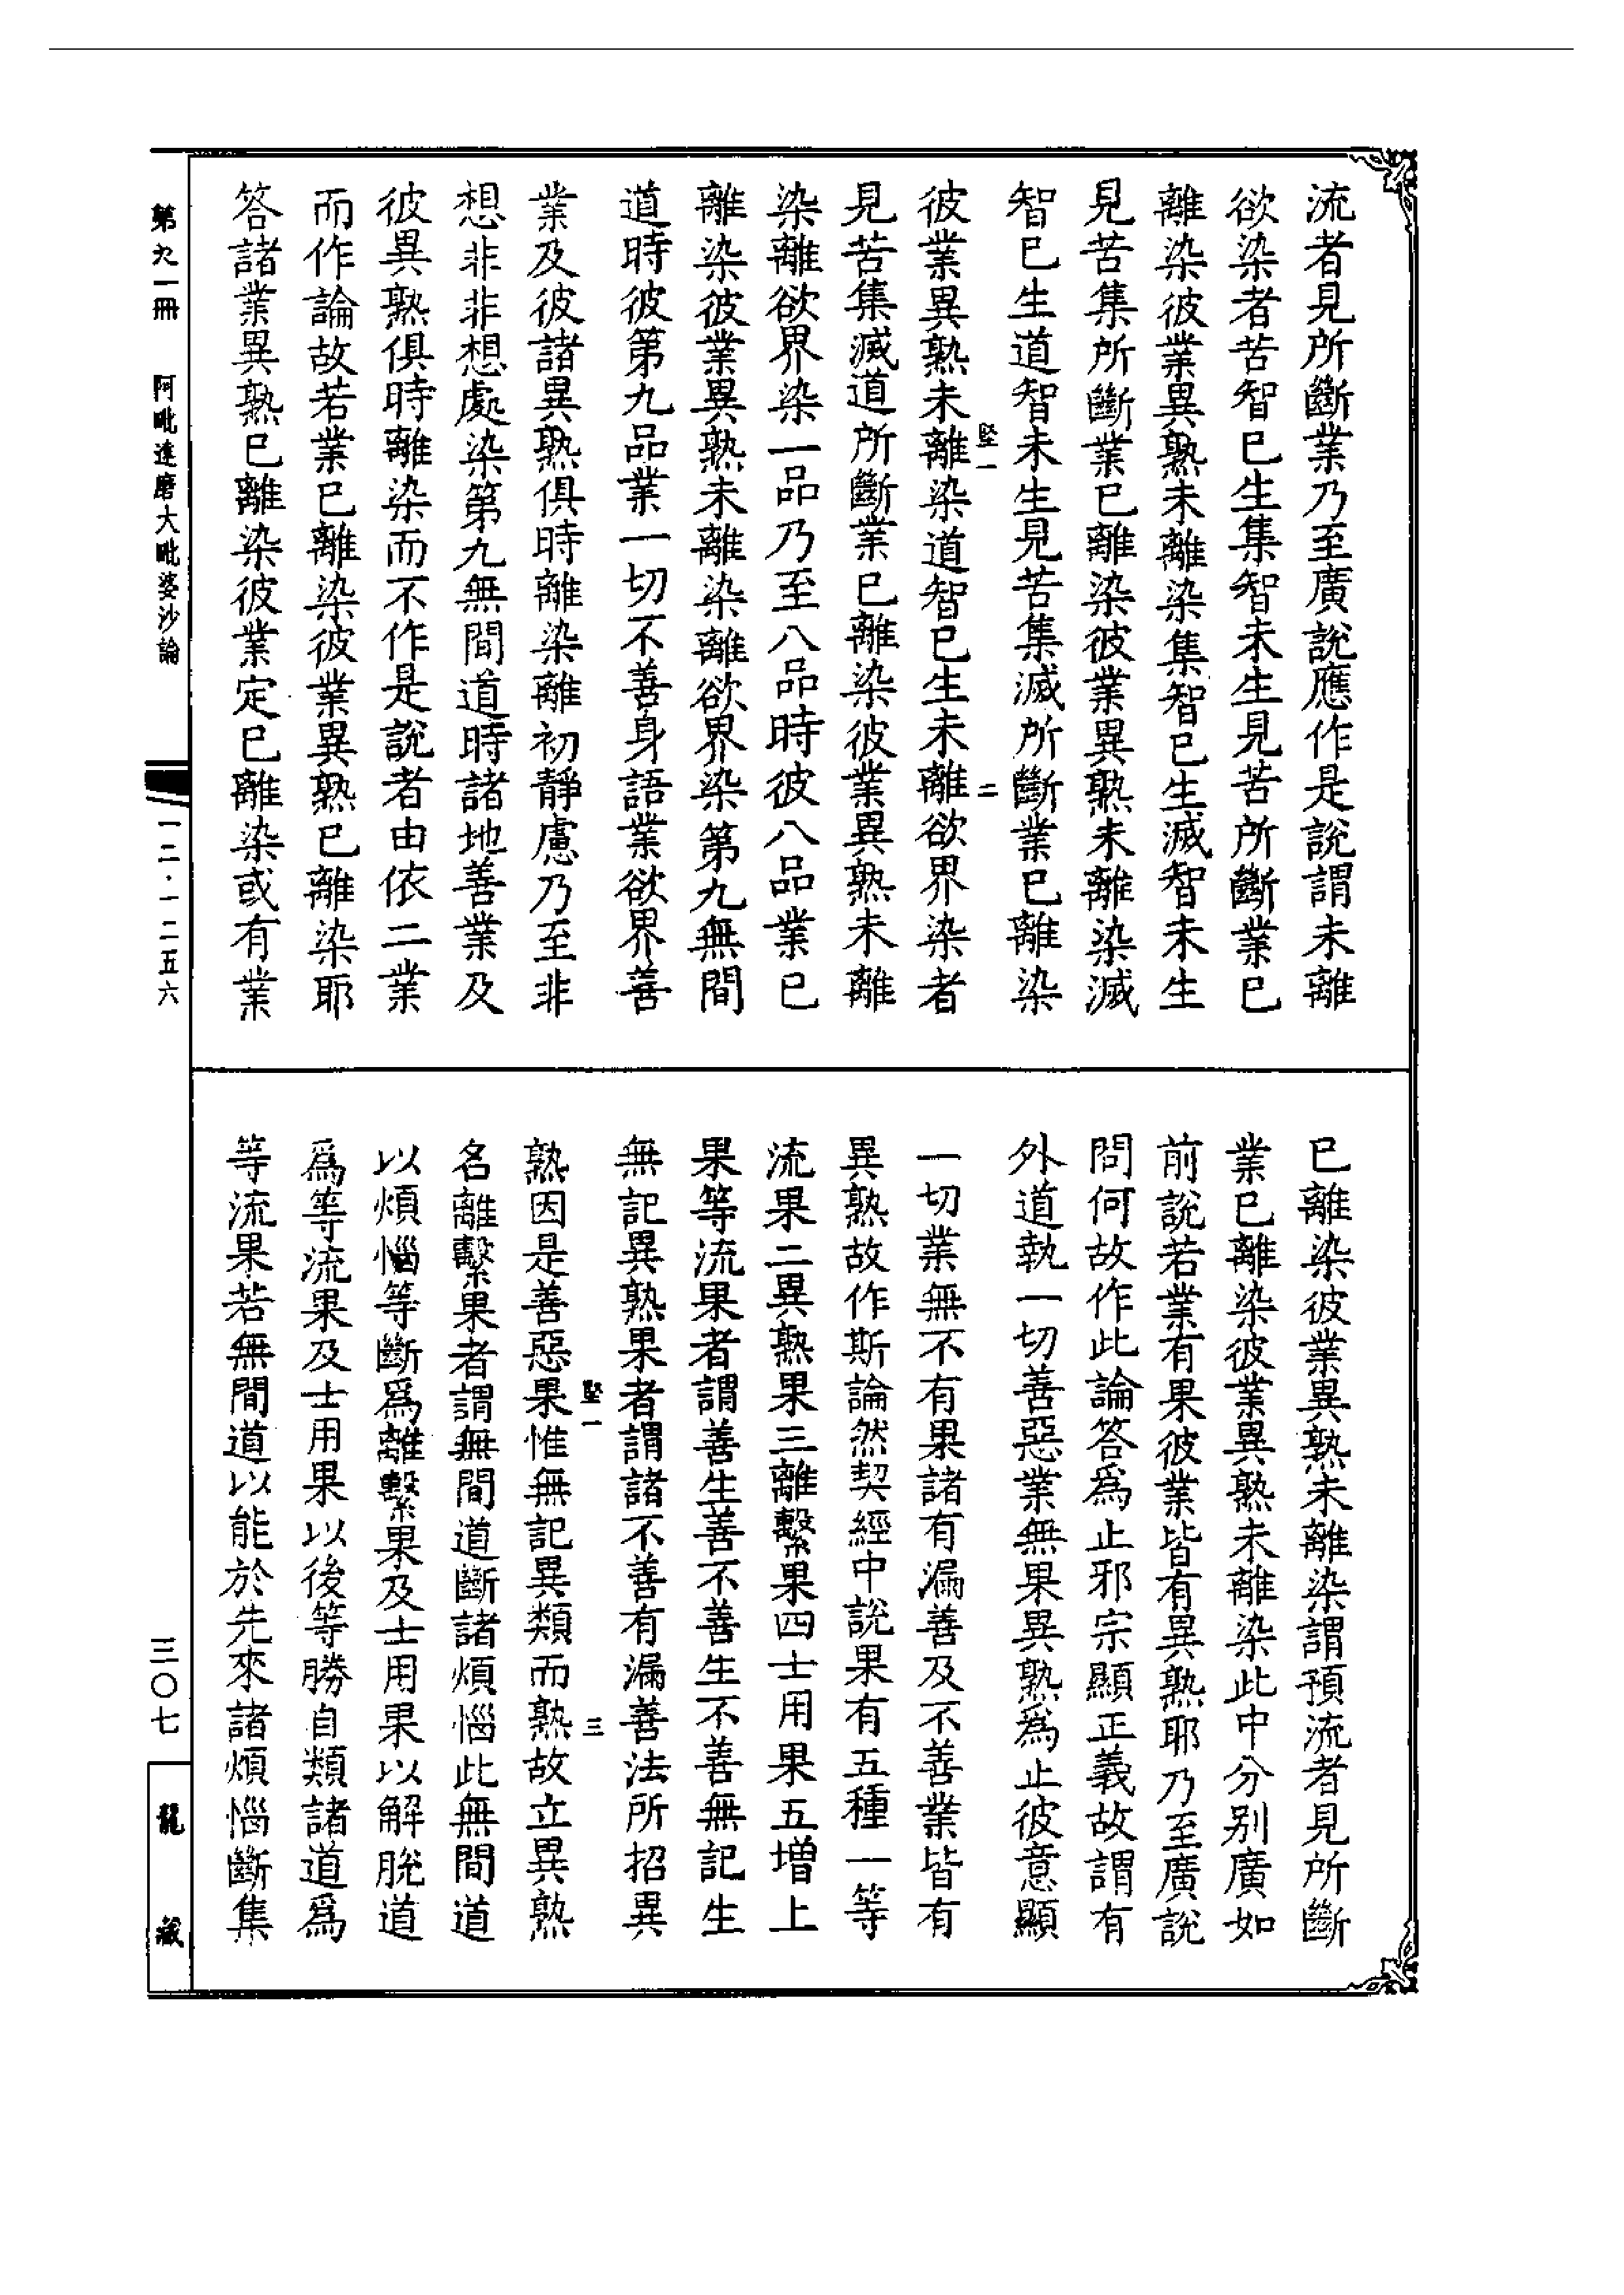 流者見所斷業乃至廣説應作是説謂未離
欲染者苦智已生集智未生見苦所斷業已
離染彼業異熟未離染集智已生滅智未生
見苦集所斷業已離染彼業異熟未離染滅
智已生道智未生見苦集滅所斷業已離染
彼業異熟未離染道智已生未離欲界染者
見苦集滅道所斷業已離染彼業異熟未離
染離欲界染一品乃至八品時彼八品業已
離染彼業異熟未離染離欲界染第九無間
道時彼第九品業一切不善身語業欲界善
業及彼諸異熟俱時離染離初靜慮乃至非
想非非想處染第九無間道時諸地善業及
彼異熟俱時離染而不作是説者由依二業
而作論故若業已離染彼業異熟已離染耶
答諸業異熟已離染彼業定已離染或有業
堅一
二
已離染彼業異熟未離染謂預流者見所斷
業已離染彼業異熟未離染此中分别廣如
前説若業有果彼業皆有異熟耶乃至廣説
問何故作此論答爲止邪宗顯正義故謂有
外道執一切善惡業無果異熟爲止彼意顯
一切業無不有果諸有漏善及不善業皆有
異熟故作斯論然契經中説果有五種一等
流果二異熟果三離繫果四士用果五增上
果等流果者謂善生善不善生不善無記生
無記異熟果者謂諸不善有漏善法所招異
熟因是善惡果惟無記異類而熟故立異熟
名離繫果者謂無間道斷諸煩惱此無間道
以煩惱等斷爲離繫果及士用果以解脱道
爲等流果及士用果以後等勝自類諸道爲
等流果若無間道以能於先來諸煩惱斷集
堅一
三
第九一冊
阿毗達磨大毗婆沙論
一二·一二五六
三〇七
龍藏